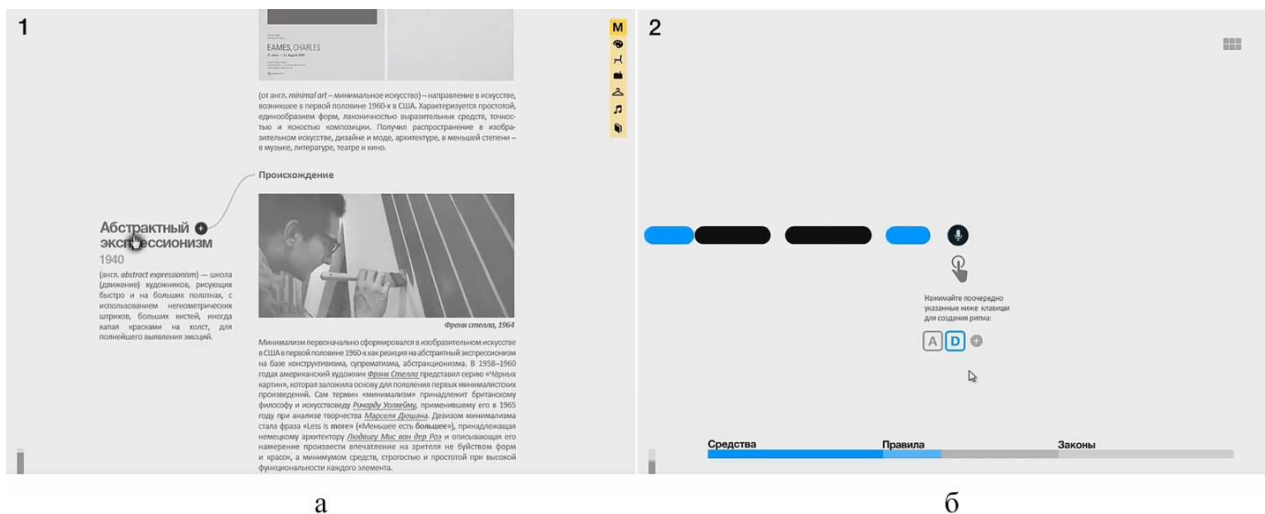 1
EAMES, CHARLES
M
(от англ. minimal art – минимальное искусство) – направление в искусстве,
возникшее в первой половине 1960-х в США. Характеризуется простотой,
единообразием форм, лаконичностью выразительных средств, точнос-
тью и ясностью композиции. Получил распространение в изобра-
зительном искусстве, дизайне и моде, архитектуре, в меньшей степени –
в музыке, литературе, театре и кино.
Происхождение
Абстрактный
экспрессионизм
1940
(англ. abstract expressionism) — школа
(движение) художников, рисующих
быстро и на больших полотнах, с
использованием негеометрических
штрихов, больших кистей, иногда
капая красками на холст, для
полнейшего выявления эмоций.
Френк стелла, 1964
Минимализм первоначально сформировался в изобразительном искусстве
в США в первой половине 1960-х как реакция на абстрактный экспрессионизм
на базе конструктивизма, супрематизма, абстракционизма. В 1958–1960
годах американский художник Фрэнк Стелла представил серию «Чёрных
картин», которая заложила основу для появления первых минималистских
произведений. Сам термин «минимализм» принадлежит британскому
философу и искусствоведу Ричарду Уолхейму, применившему его в 1965
году при анализе творчества Марселя Дюшана. Девизом минимализма
стала фраза «Less is more» («Меньшее есть большее»), принадлежащая
немецкому архитектору Людвигу Мис ван дер Роэ и описывающая его
намерение произвести впечатление на зрителя не буйством форм
и красок, а минимумом средств, строгостью и простотой при высокой
функциональности каждого элемента.
а
2
Нажимайте поочередно
указанные ниже клавиши
для создания ритма:
A D +
Средства Правила Законы
б